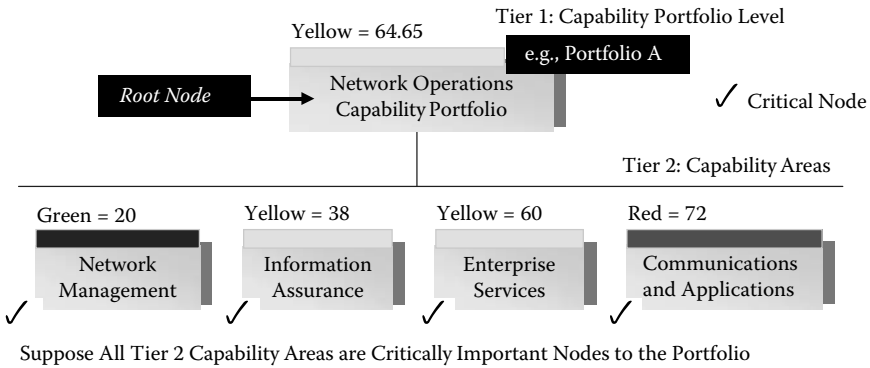 Tier 1: Capability Portfolio Level
Yellow = 64.65
e.g., Portfolio A
Root Node
Network Operations
Capability Portfolio
✓ Critical Node
Tier 2: Capability Areas
Green = 20
Yellow = 38
Yellow = 60
Red = 72
Network
Management
Information
Assurance
Enterprise
Services
Communications
and Applications
Suppose All Tier 2 Capability Areas are Critically Important Nodes to the Portfolio